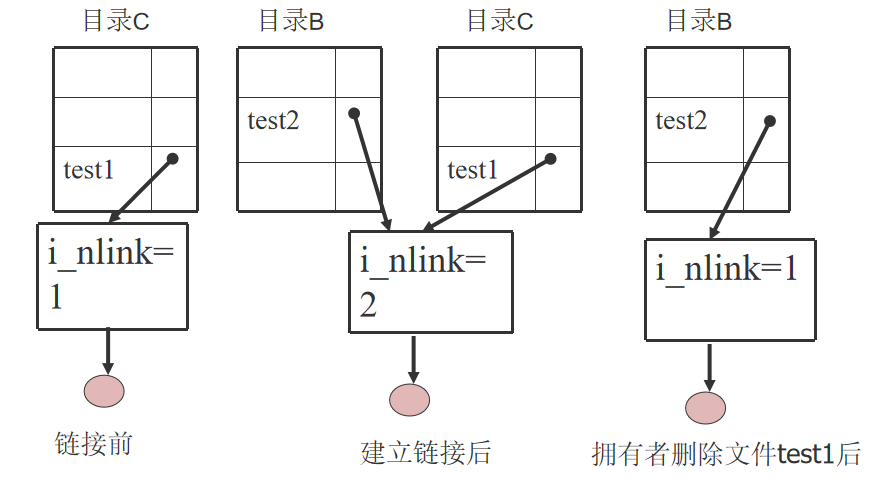 目录C
目录B
目录C
目录B
test1
test2
test1
test2
i_nlink=
1
i_nlink=
2
i_nlink=1
链接前
建立链接后
拥有者删除文件test1后